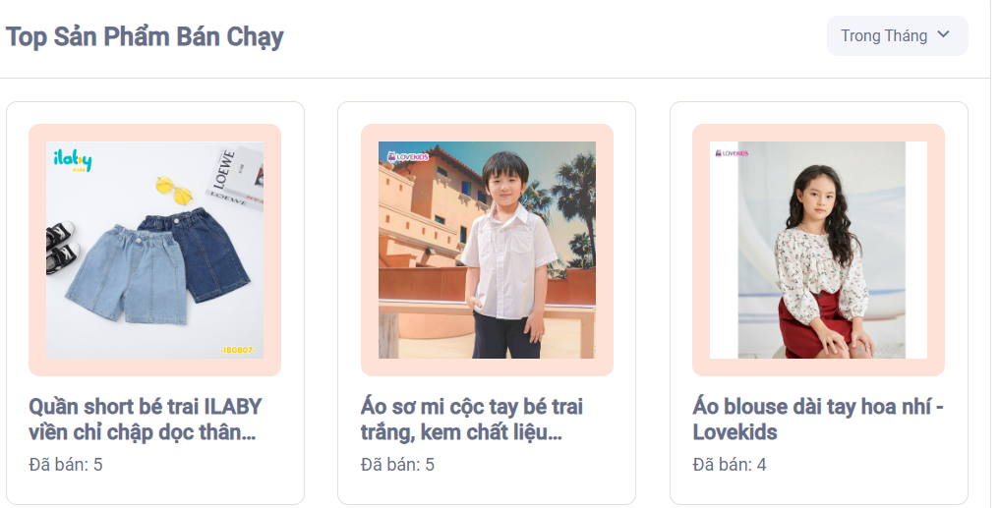 Top Sản Phẩm Bán Chạy
Trong Tháng
ilaby
LOEWE
LOEWE
-IB0807-
LOVEKIDS
LOVEKIDS
Quần short bé trai ILABY
viền chỉ chập dọc thân...
Đã bán: 5
Áo sơ mi cộc tay bé trai
trắng, kem chất liệu...
Đã bán: 5
Áo blouse dài tay hoa nhí -
Lovekids
Đã bán: 4